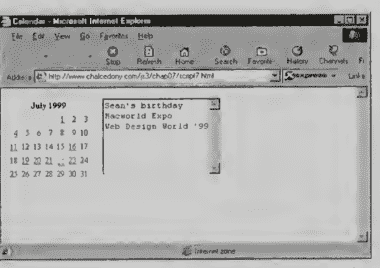 Calendar - Microsoft Internet Explorer
File Edit View Go Favorites Help
Stop Refresh Home Search Favorites History Channels
Address http://www.chalcedony.com/js3/chap07/script7.html Links
July 1999
1 2 3
4 5 6 7 8 9 10
11 12 13 14 15 16 17
18 19 20 21 23 24
25 26 27 28 29 30 31
Sean's birthday
Macworld Expo
Web Design World '99
Internet zone